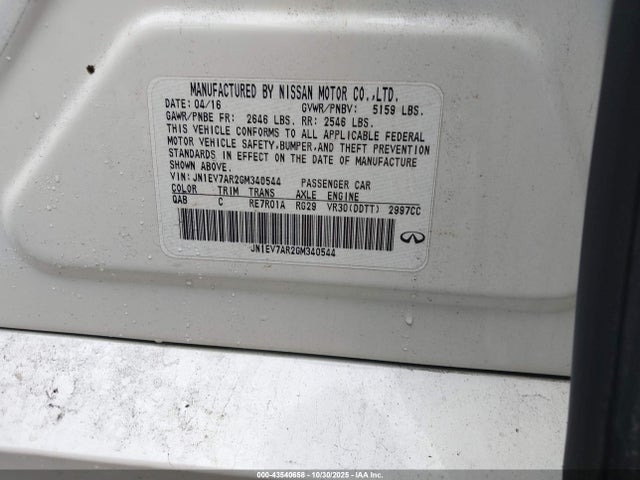 MANUFACTURED BY NISSAN MOTOR CO.,LTD.
DATE: 04/16 GVWR/PNBV: 5159 LBS.
GAWR/PNBE FR: 2646 LBS. RR: 2546 LBS.
THIS VEHICLE CONFORMS TO ALL APPLICABLE FEDERAL
MOTOR VEHICLE SAFETY, BUMPER, AND THEFT PREVENTION
STANDARDS IN EFFECT ON THE DATE OF MANUFACTURE
SHOWN ABOVE.
VIN: JN1EV7AR2GM340544 PASSENGER CAR
COLOR TRIM TRANS AXLE ENGINE
QAB C RE7R01A RG29 VR30(DDTT) 2997CC
JN1EV7AR2GM340544
000-43540658 | 10/30/2025 | IAAI.COM